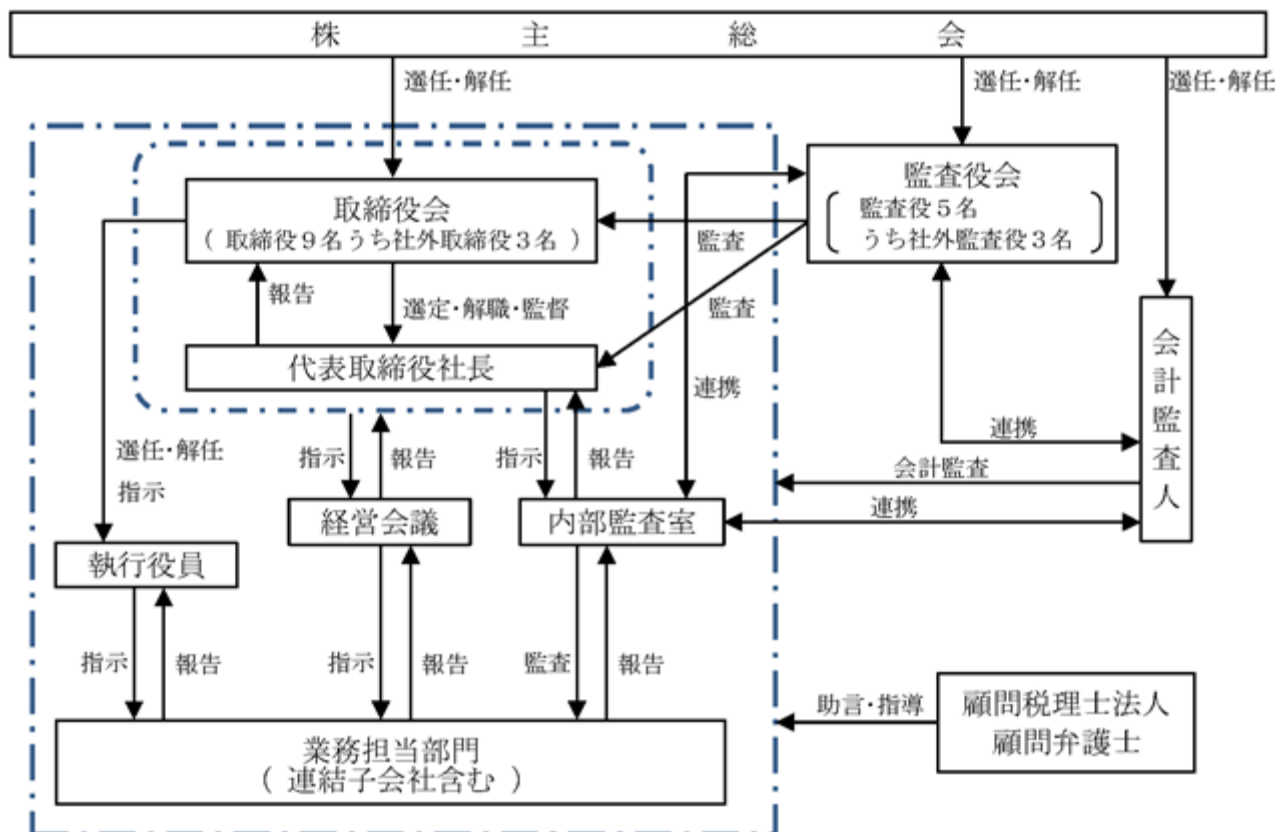 株主総会
選任・解任
選任・解任
選任・解任
取締役会
（ 取締役９名うち社外取締役３名 ）
監査役会
監査役５名
うち社外監査役３名
監査
報告
選定・解職・監督
監査
代表取締役社長
会計監査人
連携
連携
選任・解任
指示
指示
報告
指示
報告
会計監査
連携
経営会議
内部監査室
執行役員
指示
報告
指示
報告
監査
報告
助言・指導
顧問税理士法人
顧問弁護士
業務担当部門
（ 連結子会社含む ）